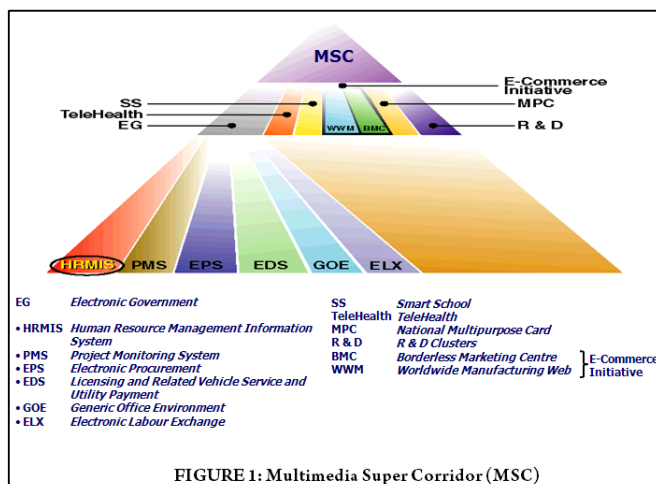 MSC
E-Commerce
Initiative
SS
MPC
TeleHealth
EG
WWM
BMC
R & D
HRMIS
PMS
EPS
EDS
GOE
ELX
EG Electronic Government
• HRMIS Human Resource Management Information
System
• PMS Project Monitoring System
• EPS Electronic Procurement
• EDS Licensing and Related Vehicle Service and
Utility Payment
• GOE Generic Office Environment
• ELX Electronic Labour Exchange
SS Smart School
TeleHealth TeleHealth
MPC National Multipurpose Card
R & D R & D Clusters
BMC Borderless Marketing Centre
WWM Worldwide Manufacturing Web
E-Commerce
Initiative
FIGURE 1: Multimedia Super Corridor (MSC)